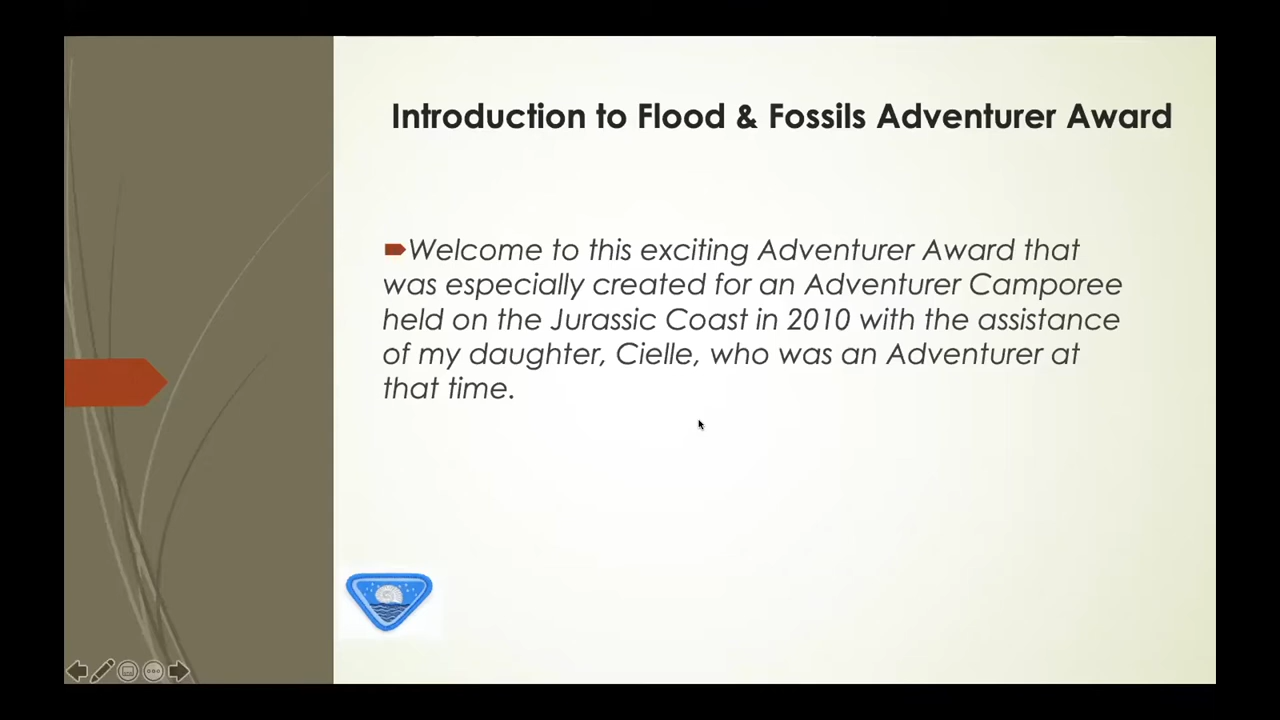 Introduction to Flood & Fossils Adventurer Award
Welcome to this exciting Adventurer Award that
was especially created for an Adventurer Camporee
held on the Jurassic Coast in 2010 with the assistance
of my daughter, Cielle, who was an Adventurer at
that time.